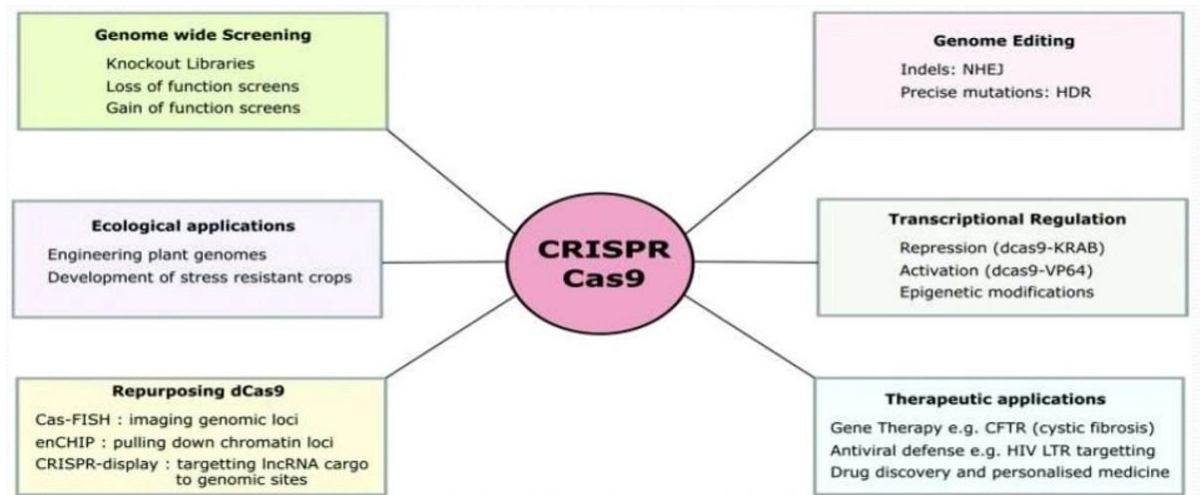 Genome wide Screening
Knockout Libraries
Loss of function screens
Gain of function screens
Genome Editing
Indels: NHEJ
Precise mutations: HDR
Ecological applications
Engineering plant genomes
Development of stress resistant crops
CRISPR
Cas9
Transcriptional Regulation
Repression (dcas9-KRAB)
Activation (dcas9-VP64)
Epigenetic modifications
Repurposing dCas9
Cas-FISH : imaging genomic loci
enCHIP : pulling down chromatin loci
CRISPR-display : targetting lncRNA cargo
to genomic sites
Therapeutic applications
Gene Therapy e.g. CFTR (cystic fibrosis)
Antiviral defense e.g. HIV LTR targetting
Drug discovery and personalised medicine